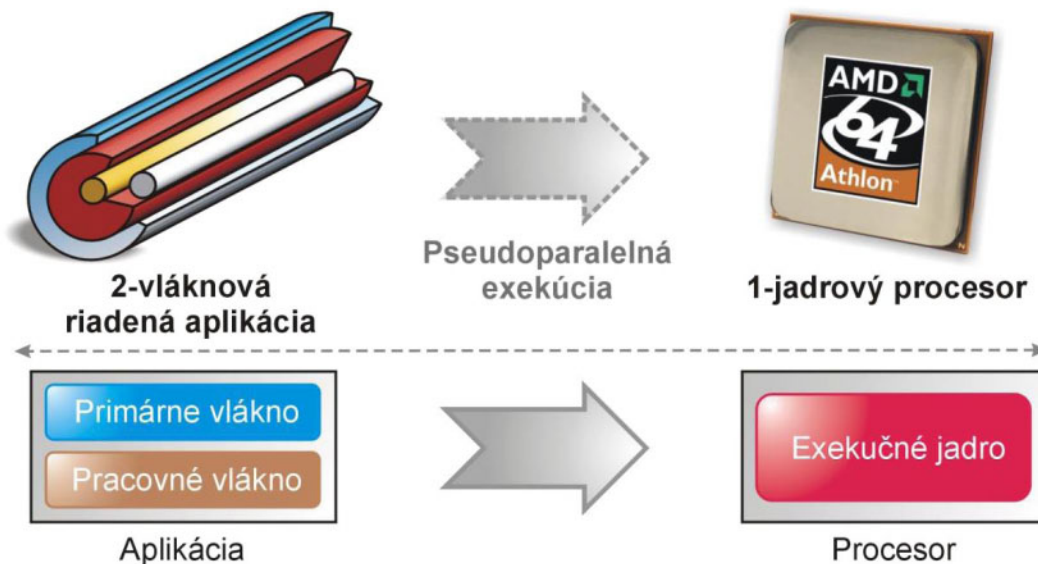 AMD
64
Athlon™
Pseudoparalelná
exekúcia
2-vláknová
riadená aplikácia
1-jadrový procesor
Primárne vlákno
Pracovné vlákno
Exekučné jadro
Aplikácia
Procesor